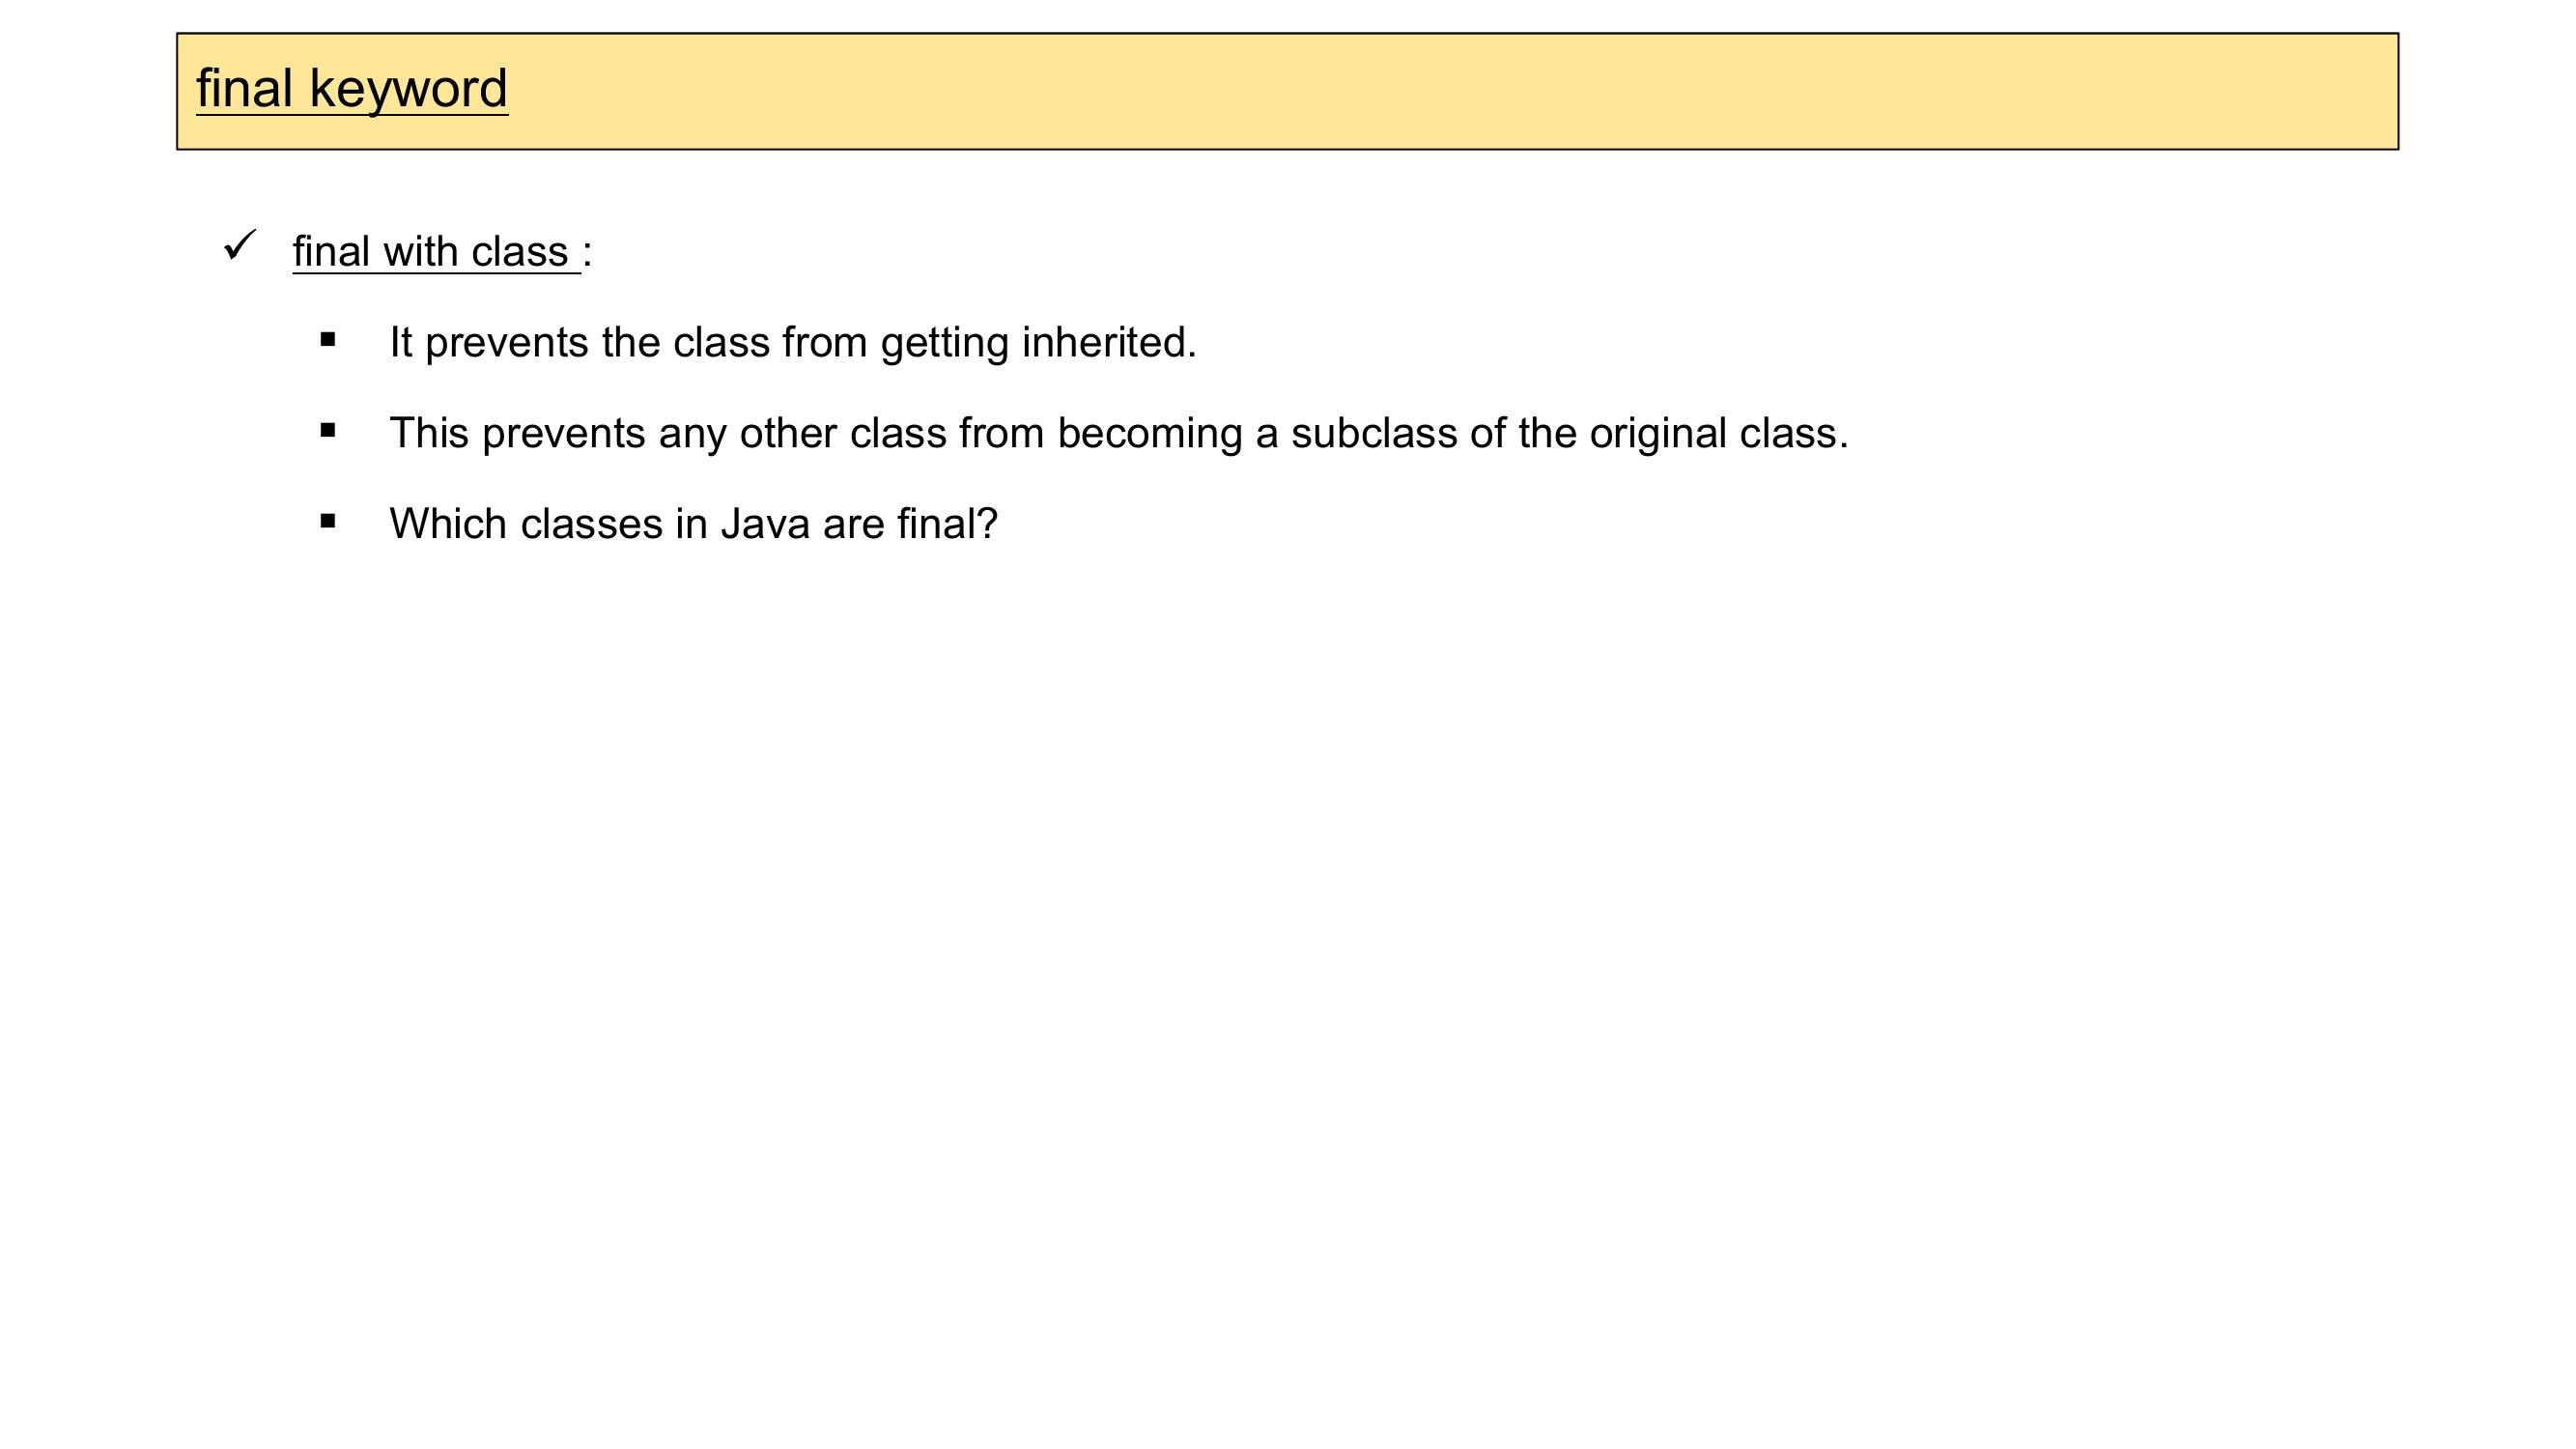 final keyword
✓ final with class :
▪ It prevents the class from getting inherited.
▪ This prevents any other class from becoming a subclass of the original class.
▪ Which classes in Java are final?